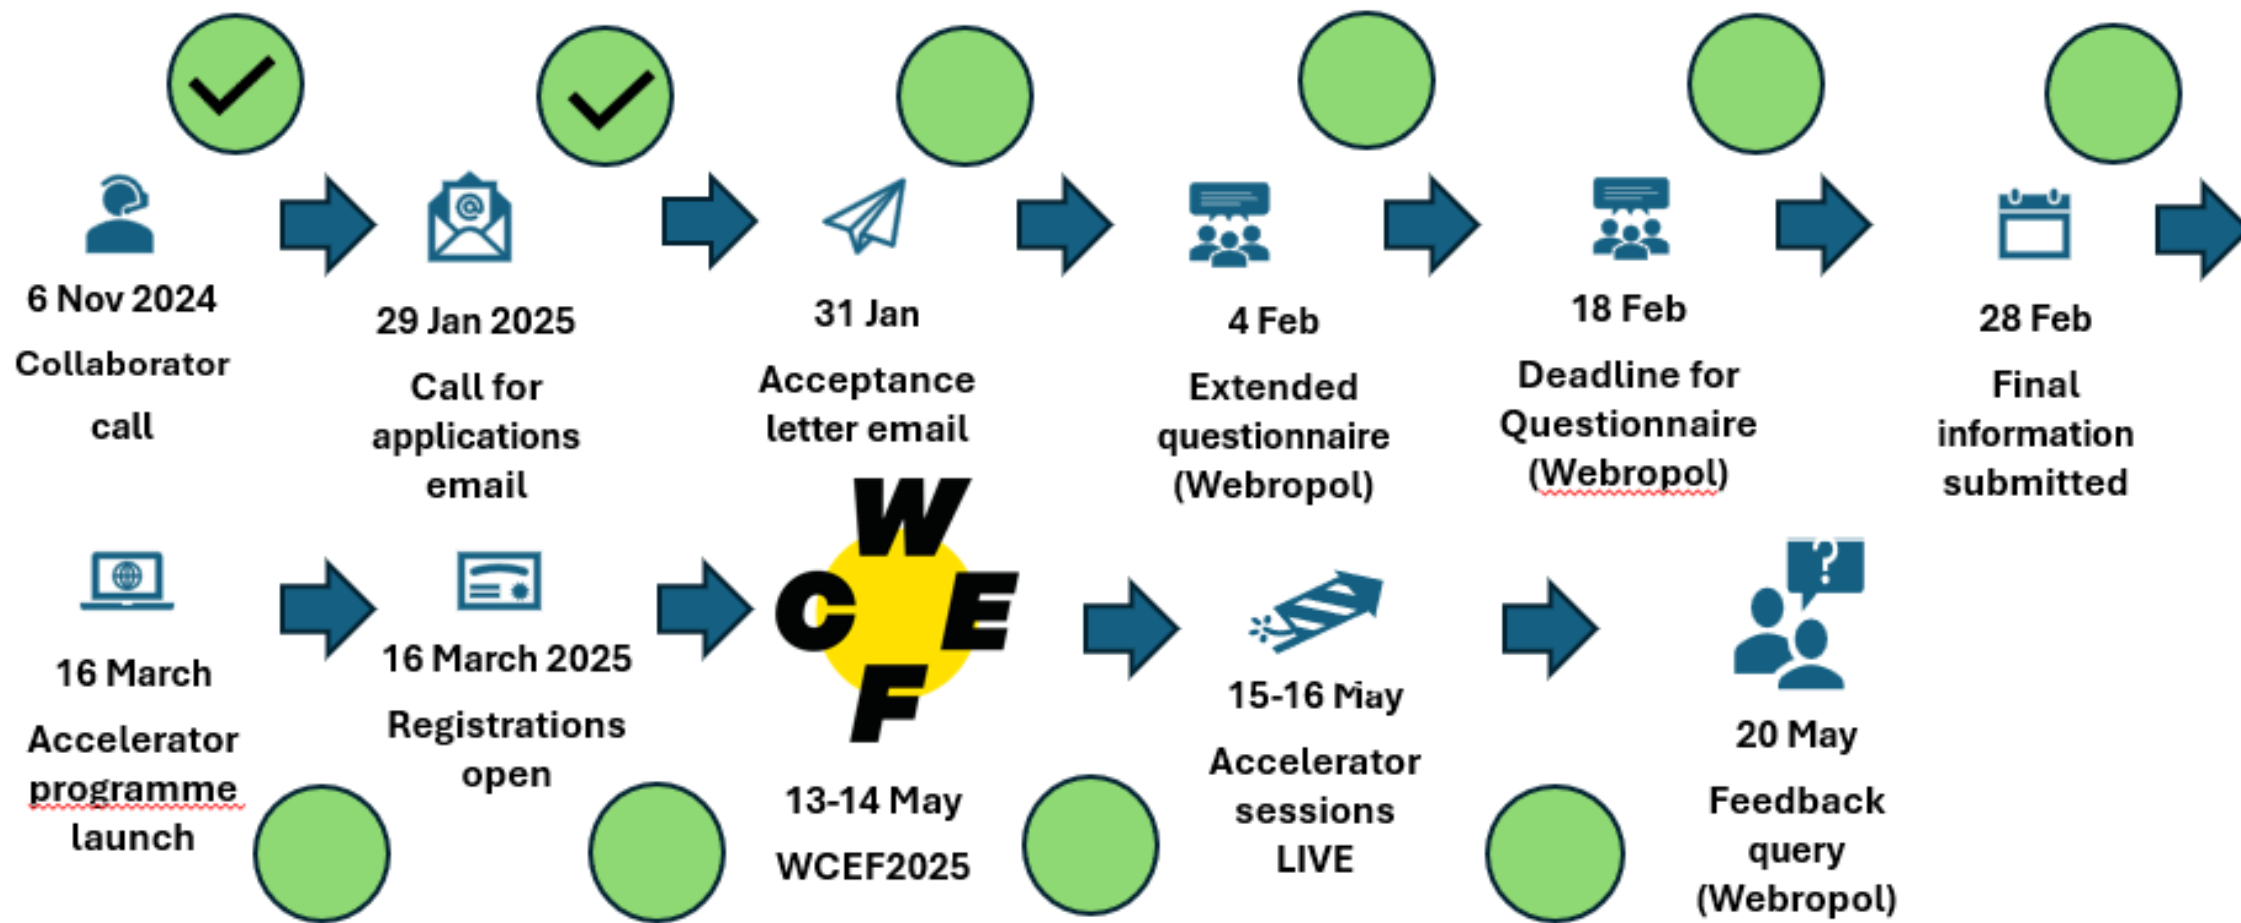 6 Nov 2024
Collaborator
call
29 Jan 2025
Call for
applications
email
31 Jan
Acceptance
letter email
4 Feb
Extended
questionnaire
(Webropol)
18 Feb
Deadline for
Questionnaire
(Webropol)
28 Feb
Final
information
submitted
16 March
Accelerator
programme
launch
16 March 2025
Registrations
open
W
C E
F
13-14 May
WCEF2025
15-16 May
Accelerator
sessions
LIVE
?
20 May
Feedback
query
(Webropol)